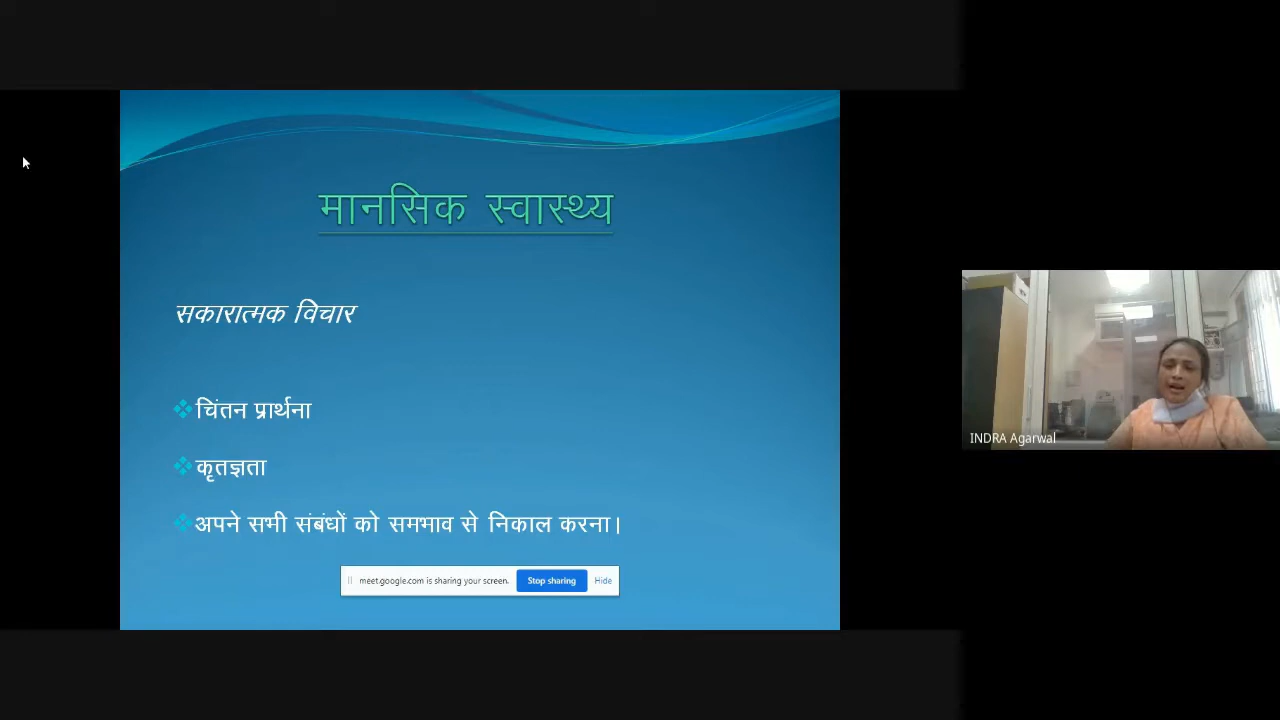 मानसिक स्वास्थ्य
सकारात्मक विचार
चिंतन प्रार्थना
कृतज्ञता
अपने सभी संबंधों को समभाव से निकाल करना।
meet.google.com is sharing your screen.
Stop sharing
Hide
INDRA Agarwal